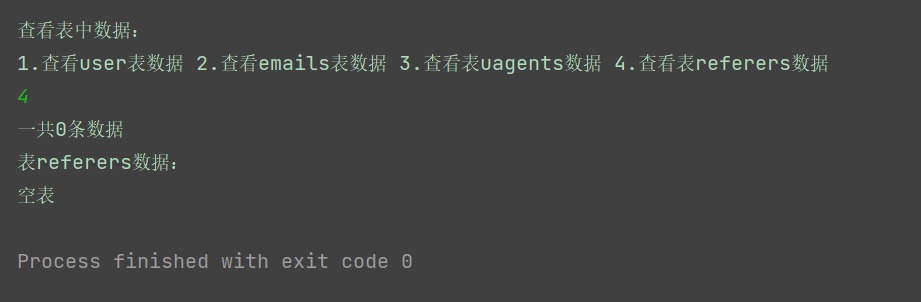 查看表中数据:
1.查看user表数据 2.查看emails表数据 3.查看表uagents数据 4.查看表referers数据
4
一共0条数据
表referers数据:
空表
Process finished with exit code 0